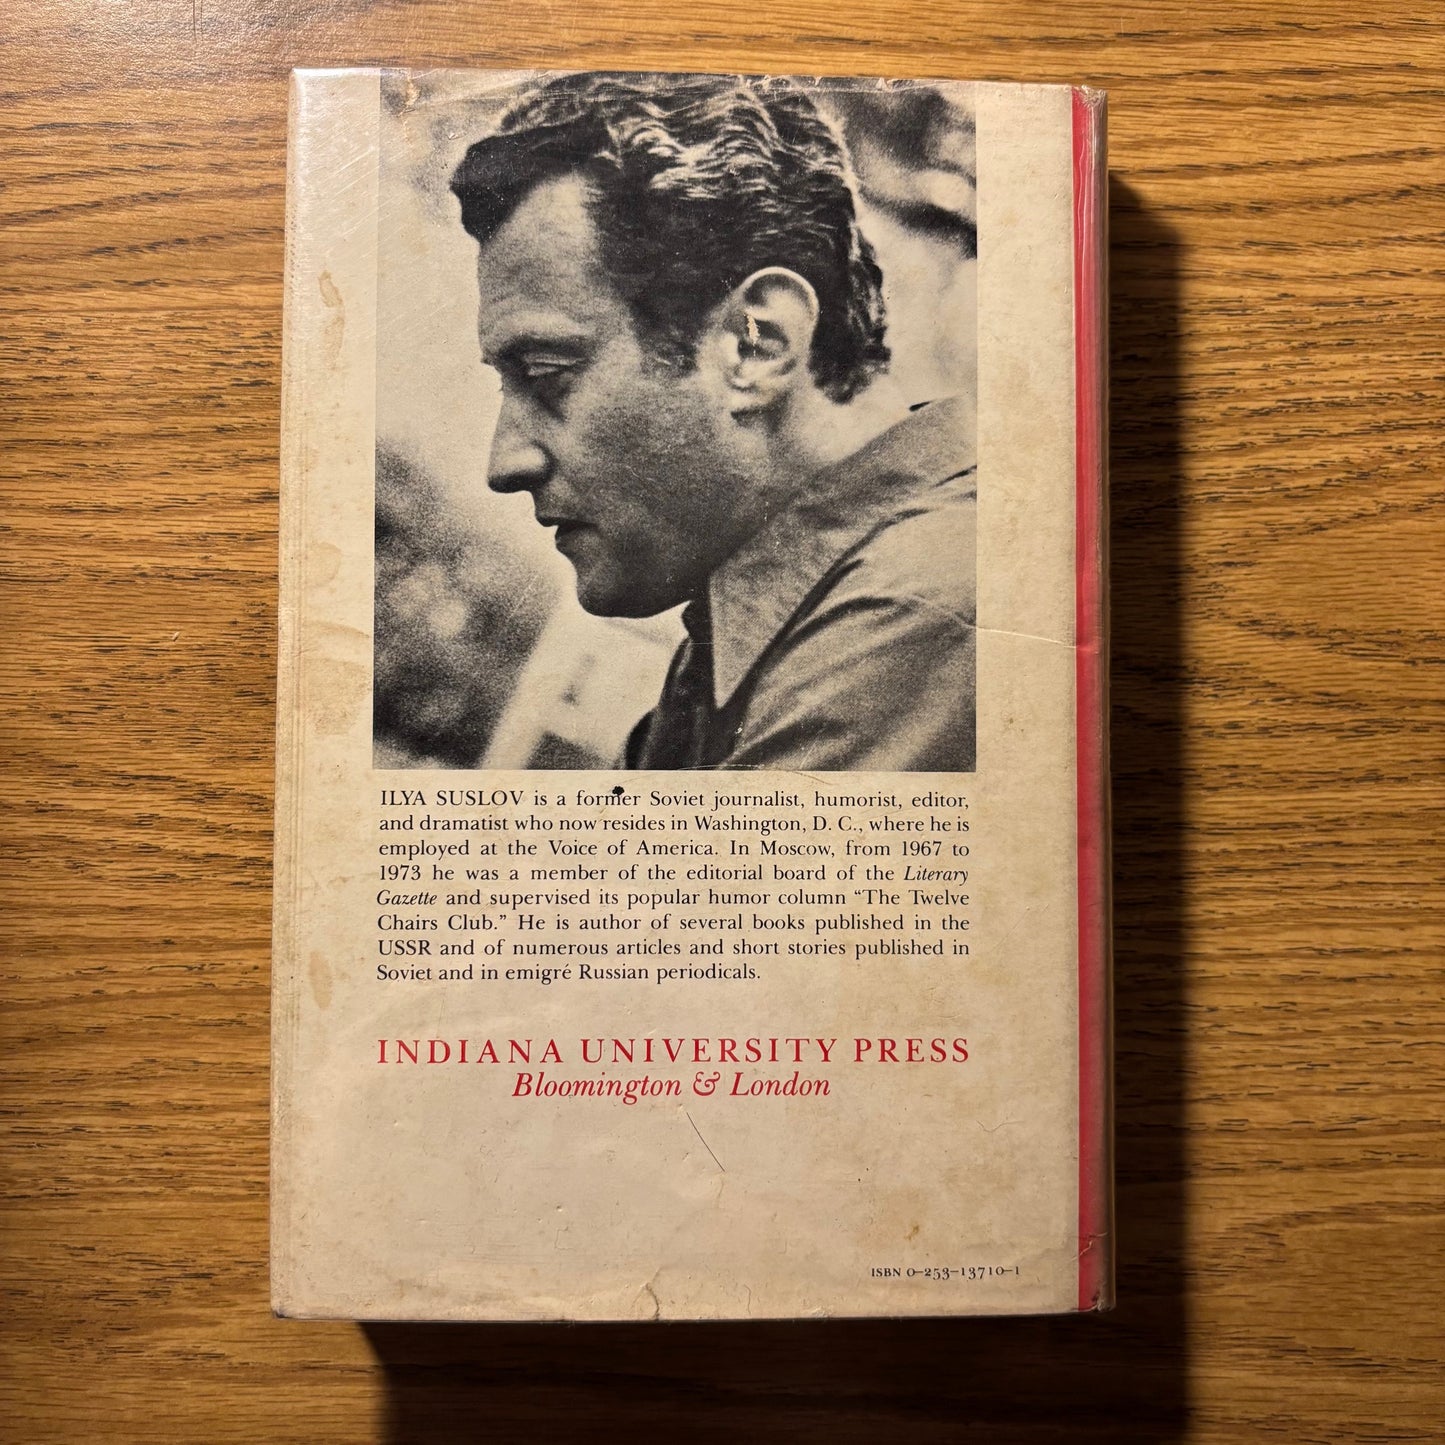 ILYA SUSLOV is a former Soviet journalist, humorist, editor,
and dramatist who now resides in Washington, D. C., where he is
employed at the Voice of America. In Moscow, from 1967 to
1973 he was a member of the editorial board of the Literary
Gazette and supervised its popular humor column “The Twelve
Chairs Club.” He is author of several books published in the
USSR and of numerous articles and short stories published in
Soviet and in emigré Russian periodicals.
INDIANA UNIVERSITY PRESS
Bloomington & London
ISBN 0–253–13710–1